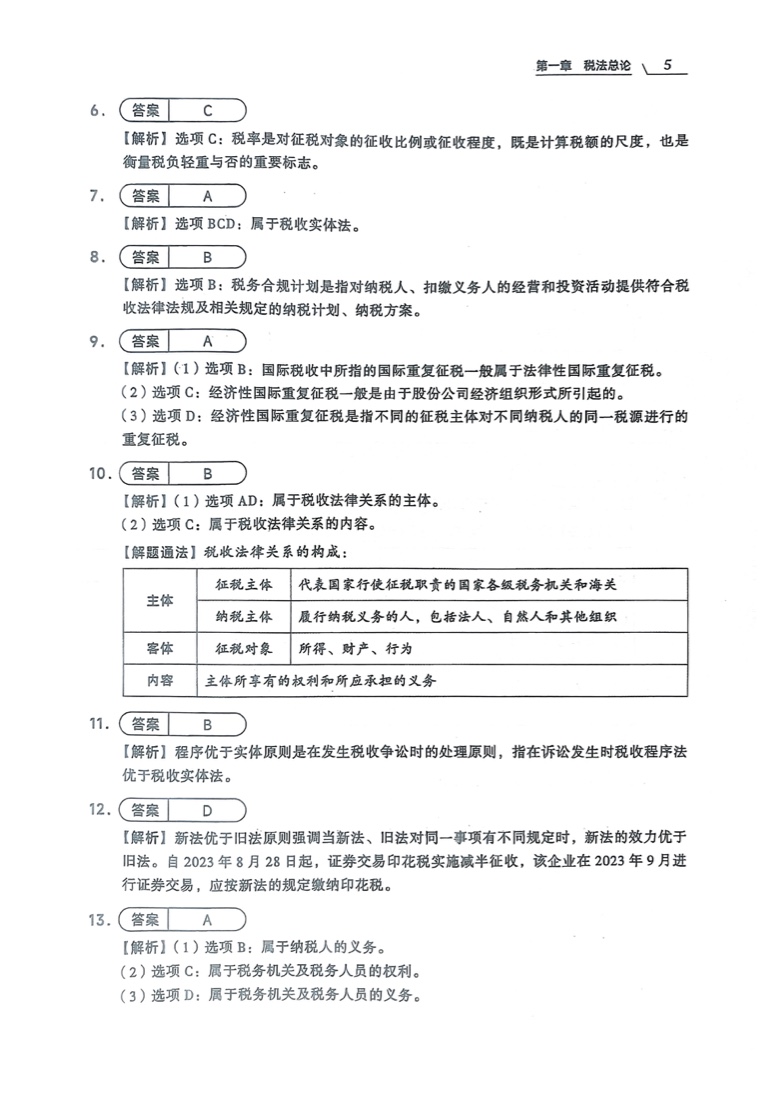 第一章 税法总论 5
6. 答案 C
【解析】选项 C：税率是对征税对象的征收比例或征收程度，既是计算税额的尺度，也是
衡量税负轻重与否的重要标志。
7. 答案 A
【解析】选项 BCD：属于税收实体法。
8. 答案 B
【解析】选项 B：税务合规计划是指对纳税人、扣缴义务人的经营和投资活动提供符合税
收法律法规及相关规定的纳税计划、纳税方案。
9. 答案 A
【解析】（1）选项 B：国际税收中所指的国际重复征税一般属于法律性国际重复征税。
（2）选项 C：经济性国际重复征税一般是由于股份公司经济组织形式所引起的。
（3）选项 D：经济性国际重复征税是指不同的征税主体对不同纳税人的同一税源进行的
重复征税。
10. 答案 B
【解析】（1）选项 AD：属于税收法律关系的主体。
（2）选项 C：属于税收法律关系的内容。
【解题通法】税收法律关系的构成：
主体 征税主体 代表国家行使征税职责的国家各级税务机关和海关
纳税主体 履行纳税义务的人，包括法人、自然人和其他组织
客体 征税对象 所得、财产、行为
内容 主体所享有的权利和所应承担的义务
11. 答案 B
【解析】程序优于实体原则是在发生税收争讼时的处理原则，指在诉讼发生时税收程序法
优于税收实体法。
12. 答案 D
【解析】新法优于旧法原则强调当新法、旧法对同一事项有不同规定时，新法的效力优于
旧法。自 2023 年 8 月 28 日起，证券交易印花税实施减半征收，该企业在 2023 年 9 月进
行证券交易，应按新法的规定缴纳印花税。
13. 答案 A
【解析】（1）选项 B：属于纳税人的义务。
（2）选项 C：属于税务机关及税务人员的权利。
（3）选项 D：属于税务机关及税务人员的义务。